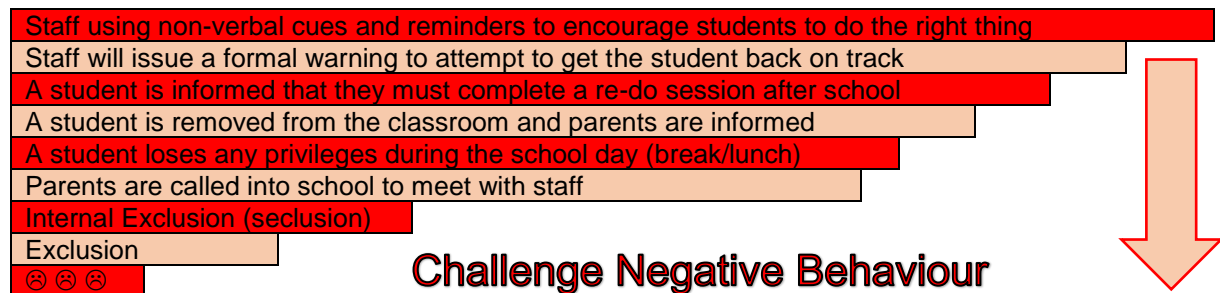 Staff using non-verbal cues and reminders to encourage students to do the right thing
Staff will issue a formal warning to attempt to get the student back on track
A student is informed that they must complete a re-do session after school
A student is removed from the classroom and parents are informed
A student loses any privileges during the school day (break/lunch)
Parents are called into school to meet with staff
Internal Exclusion (seclusion)
Exclusion
☹ ☹ ☹
Challenge Negative Behaviour